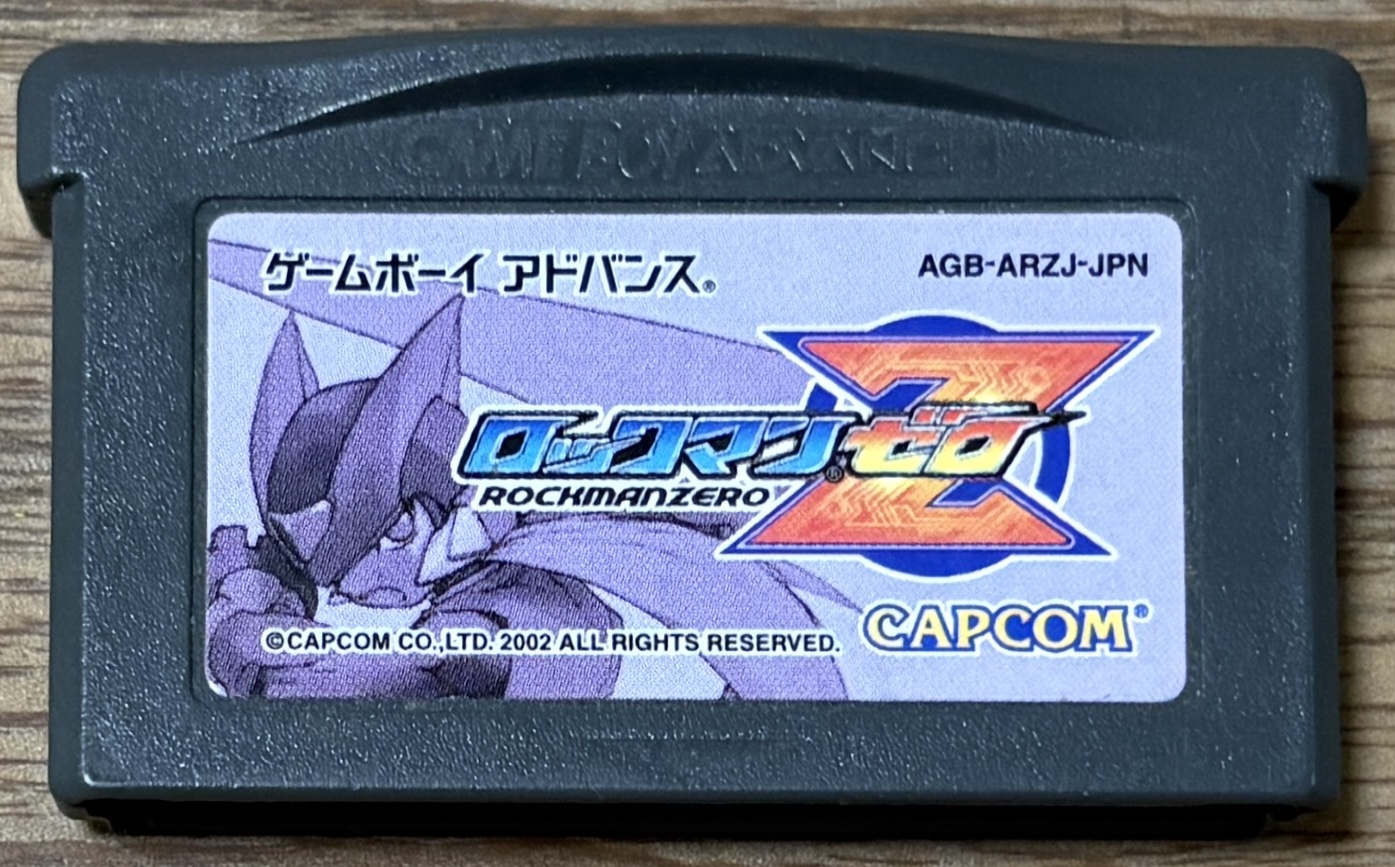 GAME BOY ADVANCE
ゲームボーイ アドバンス®
AGB-ARZJ-JPN
Z
ロックマン®ゼロ
ROCKMANZERO
©CAPCOM CO.,LTD. 2002 ALL RIGHTS RESERVED.
CAPCOM®